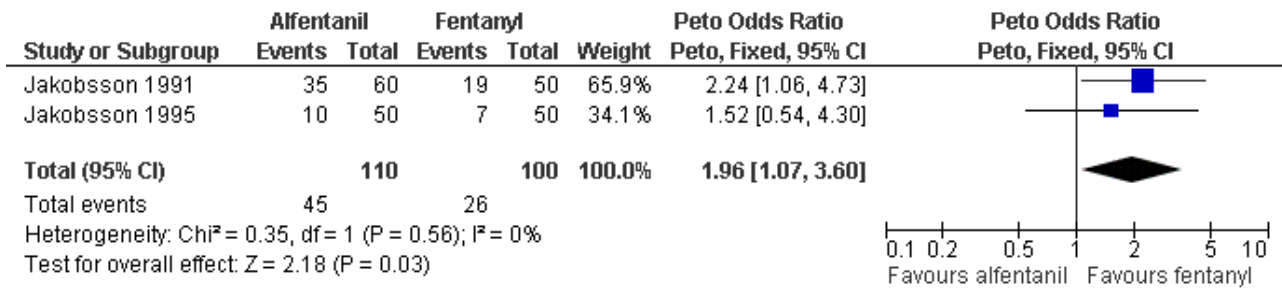 Alfentanil Fentanyl Peto Odds Ratio Peto Odds Ratio
Study or Subgroup Events Total Events Total Weight Peto, Fixed, 95% CI Peto, Fixed, 95% CI
Jakobsson 1991 35 60 19 50 65.9% 2.24 [1.06, 4.73]
Jakobsson 1995 10 50 7 50 34.1% 1.52 [0.54, 4.30]
Total (95% CI) 110 100 100.0% 1.96 [1.07, 3.60]
Total events 45 26
Heterogeneity: Chi² = 0.35, df = 1 (P = 0.56); I² = 0%
Test for overall effect: Z = 2.18 (P = 0.03)
0.1 0.2 0.5 1 2 5 10
Favours alfentanil Favours fentanyl